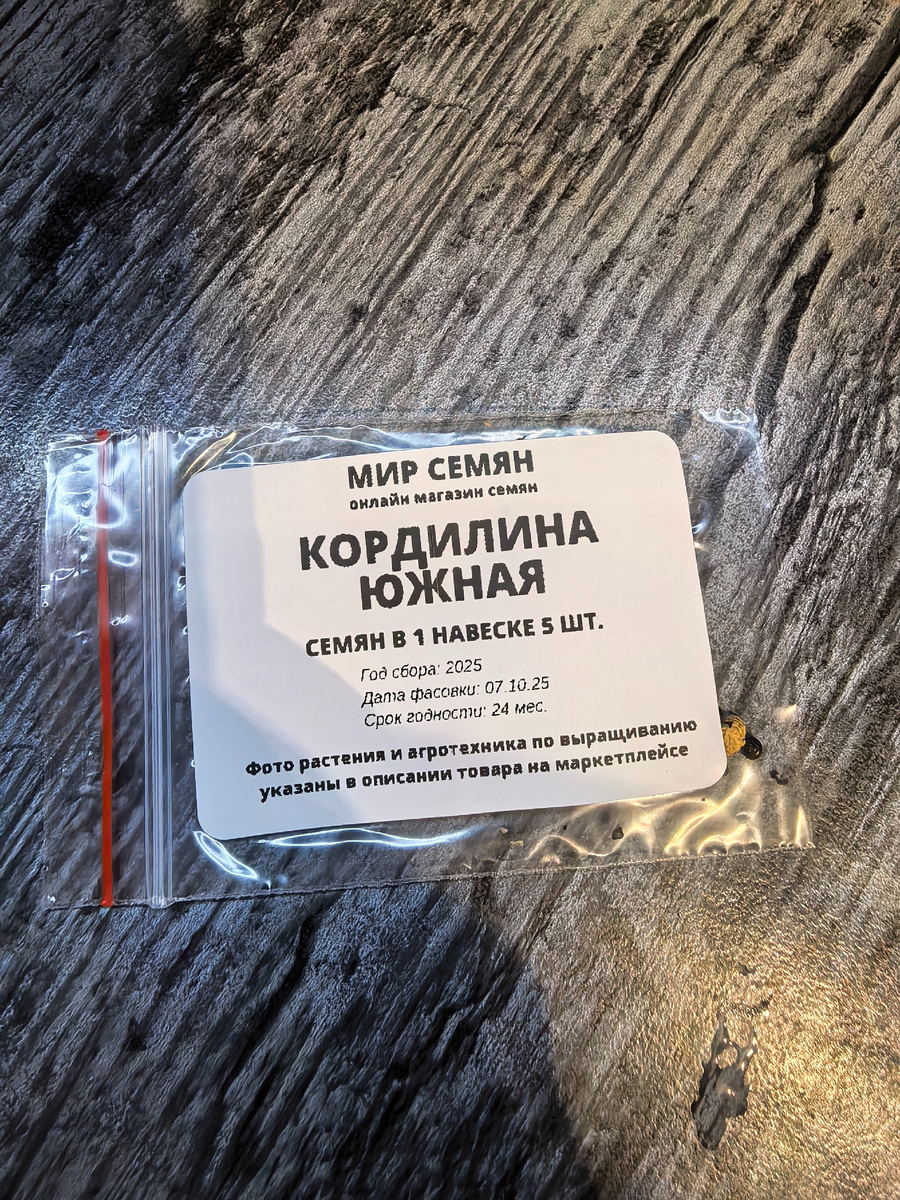 МИР СЕМЯН
онлайн магазин семян
КОРДИЛИНА
ЮЖНАЯ
СЕМЯН В 1 НАВЕСКЕ 5 ШТ.
Год сбора: 2025
Дата фасовки: 07.10.25
Срок годности: 24 мес.
Фото растения и агротехника по выращиванию
указаны в описании товара на маркетплейсе